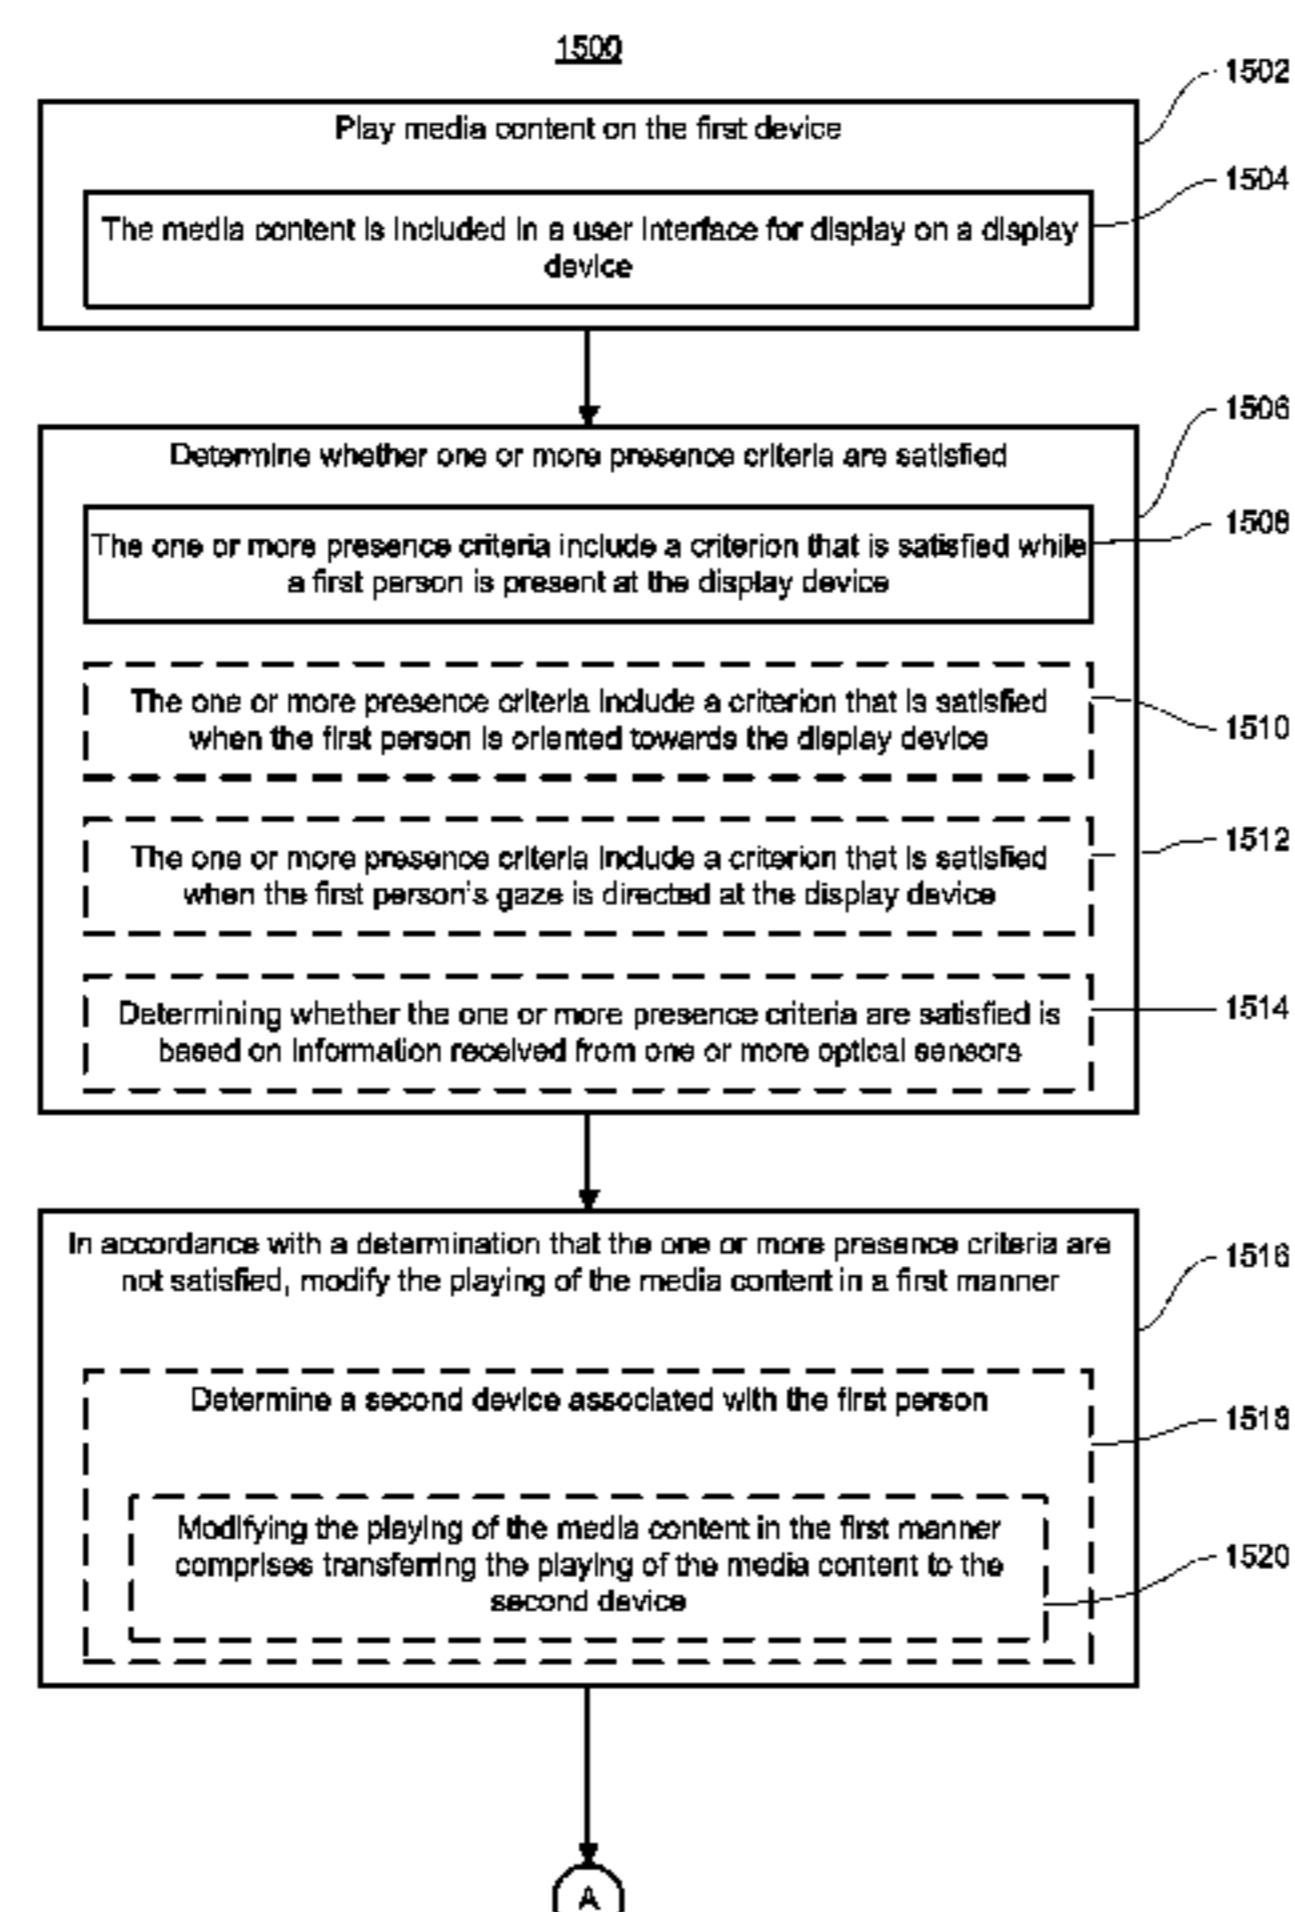 1500
1502
Play media content on the first device
1504
The media content is included in a user interface for display on a display
device
1506
Determine whether one or more presence criteria are satisfied
1508
The one or more presence criteria include a criterion that is satisfied while
a first person is present at the display device
1510
The one or more presence criteria include a criterion that is satisfied
when the first person is oriented towards the display device
1512
The one or more presence criteria include a criterion that is satisfied
when the first person's gaze is directed at the display device
1514
Determining whether the one or more presence criteria are satisfied is
based on information received from one or more optical sensors
1516
In accordance with a determination that the one or more presence criteria are
not satisfied, modify the playing of the media content in a first manner
1518
Determine a second device associated with the first person
1520
Modifying the playing of the media content in the first manner
comprises transferring the playing of the media content to the
second device
A